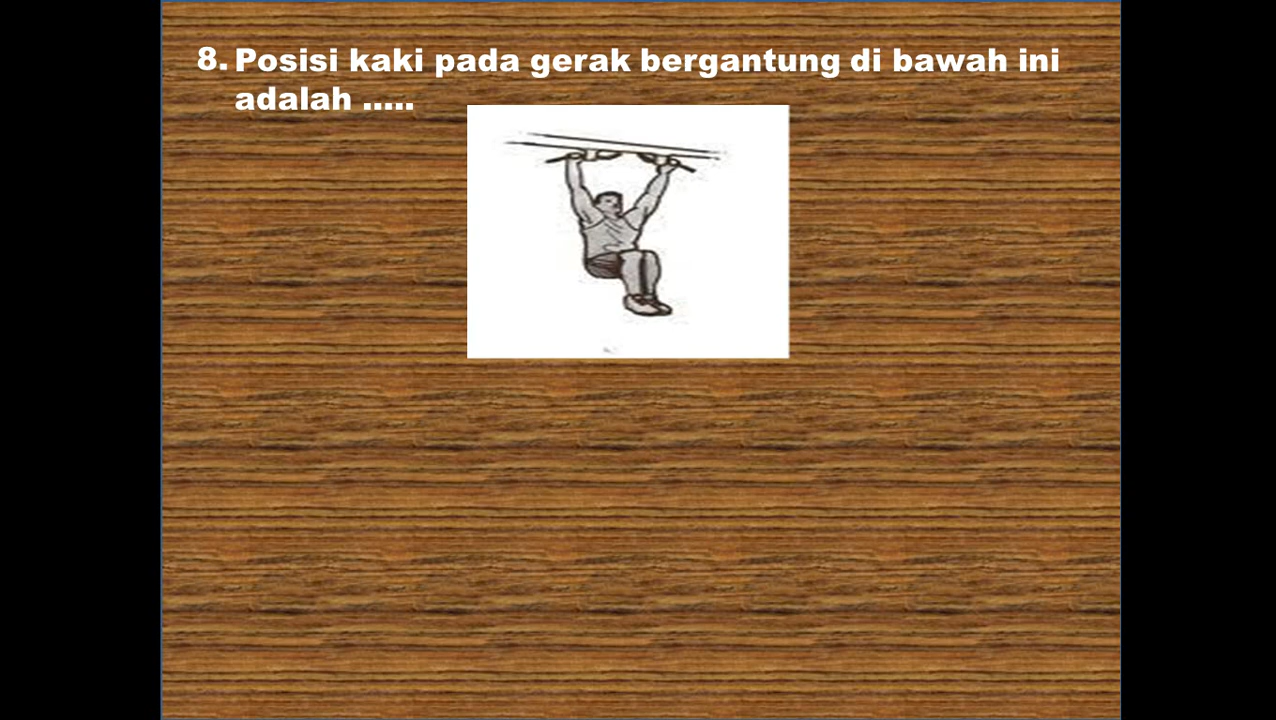 8. Posisi kaki pada gerak bergantung di bawah ini
adalah .....